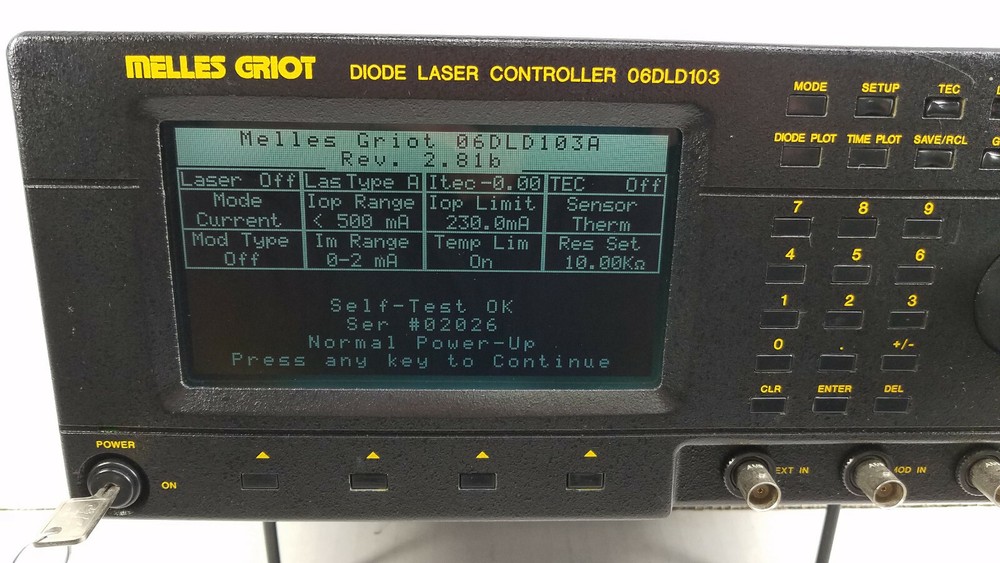 MELLES GRIOT DIODE LASER CONTROLLER 06DLD103
MODE SETUP TEC
DIODE PLOT TIME PLOT SAVE/RCL
Melles Griot 06DLD103A
Rev. 2.81b
Laser Off LasType A Itec-0.00 TEC Off
Mode Iop Range Iop Limit Sensor
Current < 500 mA 230.0mA Therm
Mod Type Im Range Temp Lim Res Set
Off 0-2 mA On 10.00KΩ
Self-Test OK
Ser #02026
Normal Power-Up
Press any key to Continue
7 8 9
4 5 6
1 2 3
0 . +/-
CLR ENTER DEL
POWER
ON
EXT IN MOD IN